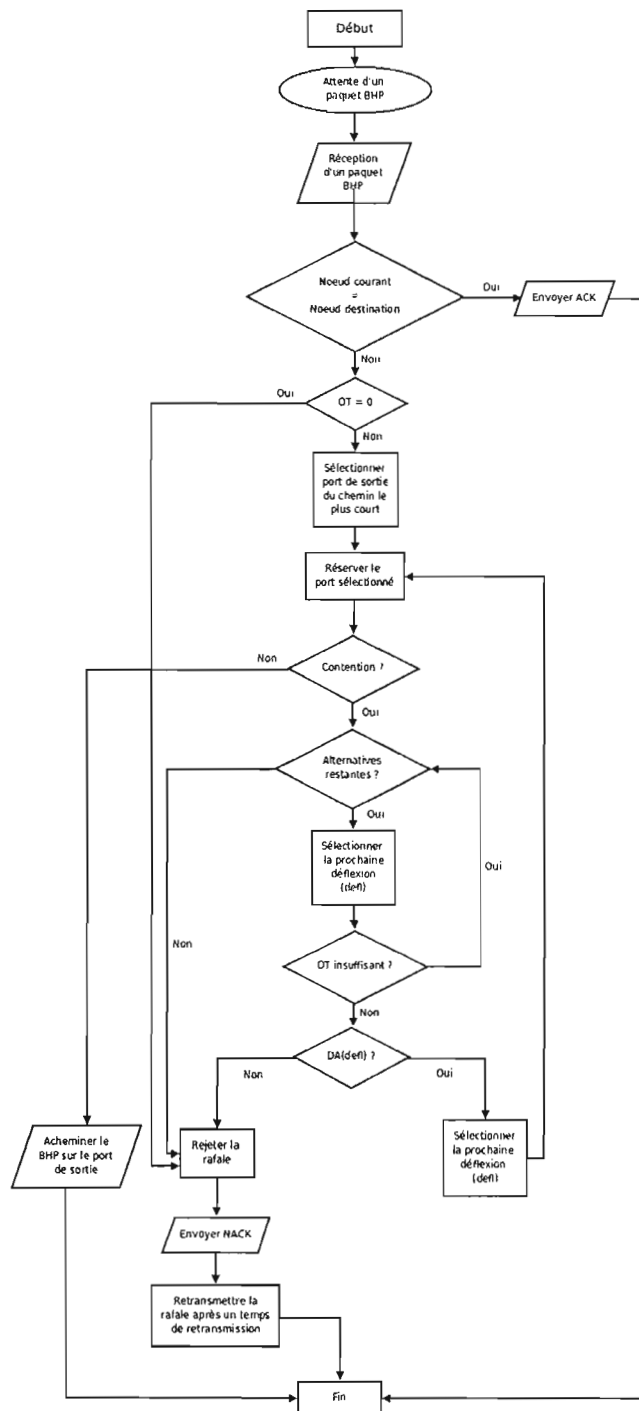 Début
Attente d'un
paquet BHP
Réception
d'un paquet
BHP
Noeud courant
=
Noeud destination
Oui
Envoyer ACK
Non
Oui
OT = 0
Non
Sélectionner
port de sortie
du chemin le
plus court
Réserver le
port sélectionné
Non
Contention ?
Oui
Alternatives
restantes ?
Oui
Sélectionner
la prochaine
déflexion
(defl)
Oui
Non
OT insuffisant ?
Non
DA(defl) ?
Non
Oui
Acheminer le
BHP sur le port
de sortie
Rejeter la
rafale
Sélectionner
la prochaine
déflexion
(defl)
Envoyer NACK
Retransmettre la
rafale après un temps
de retransmission
Fin